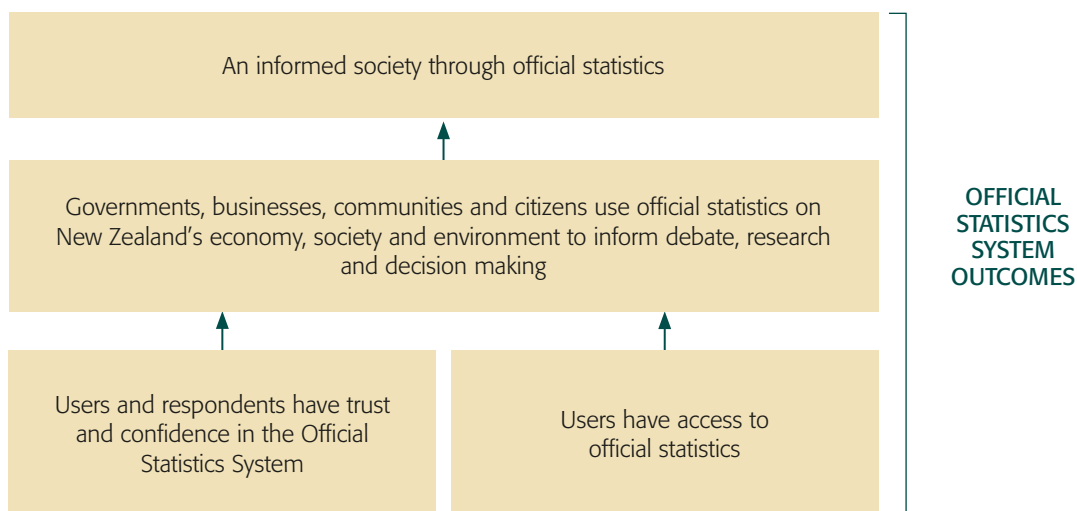 An informed society through official statistics
Governments, businesses, communities and citizens use official statistics on
New Zealand's economy, society and environment to inform debate, research
and decision making
OFFICIAL
STATISTICS
SYSTEM
OUTCOMES
Users and respondents have trust
and confidence in the Official
Statistics System
Users have access to
official statistics